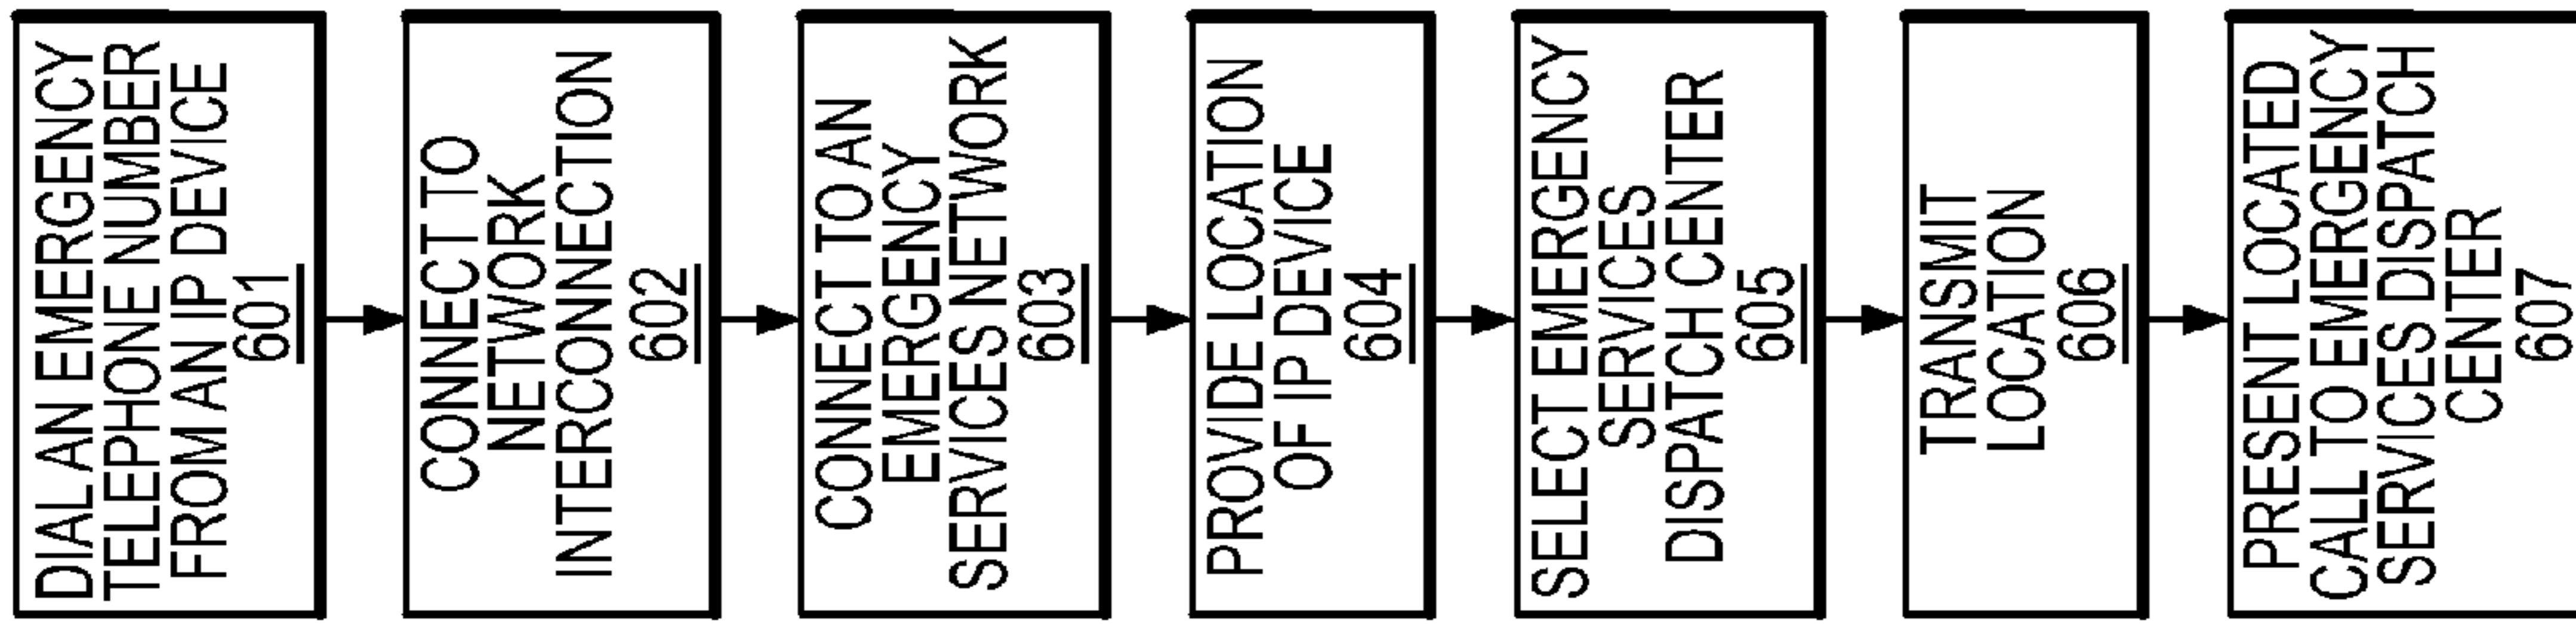 DIAL AN EMERGENCY
TELEPHONE NUMBER
FROM AN IP DEVICE
601
CONNECT TO
NETWORK
INTERCONNECTION
602
CONNECT TO AN
EMERGENCY
SERVICES NETWORK
603
PROVIDE LOCATION
OF IP DEVICE
604
SELECT EMERGENCY
SERVICES
DISPATCH CENTER
605
TRANSMIT
LOCATION
606
PRESENT LOCATED
CALL TO EMERGENCY
SERVICES DISPATCH
CENTER
607